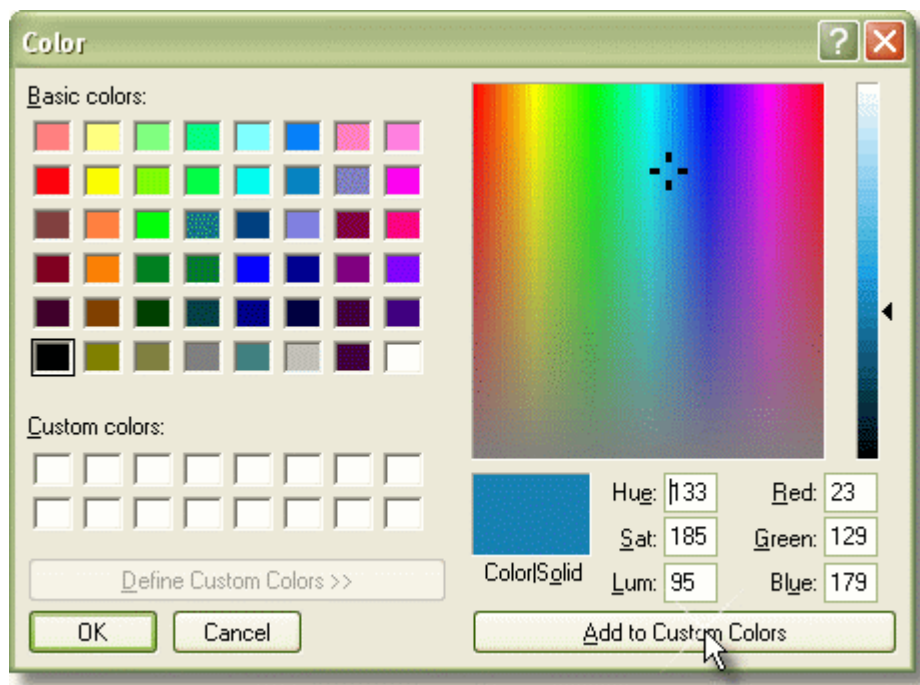 Color
Basic colors:
Custom colors:
Define Custom Colors >>
OK Cancel
Hue: 133 Red: 23
Sat: 185 Green: 129
Color|Solid
Lum: 95 Blue: 179
Add to Custom Colors